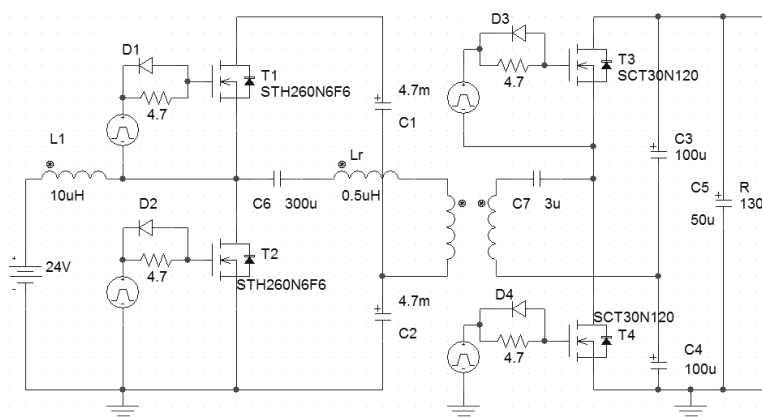 D1
T1
STH260N6F6
4.7
L1
10uH
D2
T2
STH260N6F6
4.7
24V
C6
300u
Lr
0.5uH
4.7m
C1
4.7m
C2
D3
T3
SCT30N120
4.7
C7
3u
D4
SCT30N120
T4
4.7
C3
100u
C5
50u
R
130
C4
100u